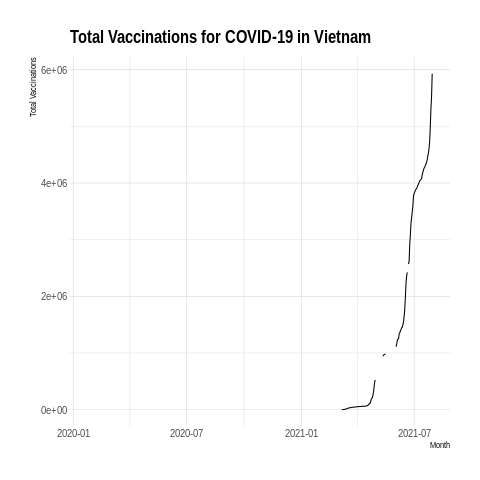 Total Vaccinations for COVID-19 in Vietnam
Total Vaccinations
6e+06
4e+06
2e+06
0e+00
2020-01 2020-07 2021-01 2021-07
Month